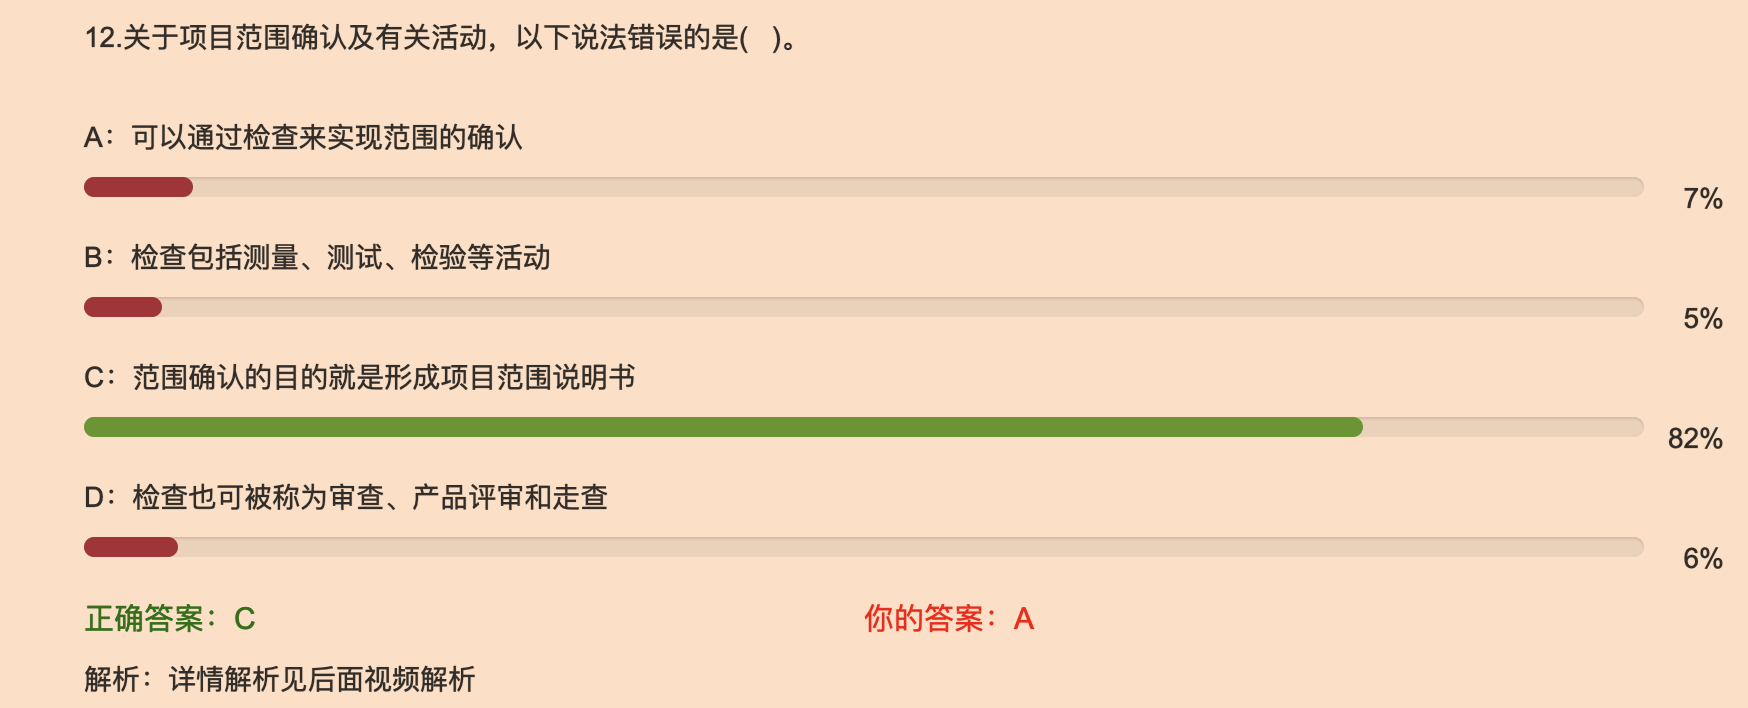 12.关于项目范围确认及有关活动，以下说法错误的是(   )。
A：可以通过检查来实现范围的确认
7%
B：检查包括测量、测试、检验等活动
5%
C：范围确认的目的就是形成项目范围说明书
82%
D：检查也可被称为审查、产品评审和走查
6%
正确答案：C 你的答案：A
解析：详情解析见后面视频解析